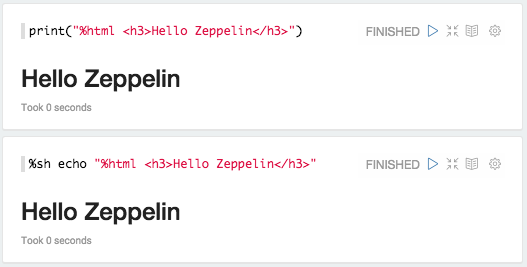 print("%html <h3>Hello Zeppelin</h3>")
FINISHED
Hello Zeppelin
Took 0 seconds
%sh echo "%html <h3>Hello Zeppelin</h3>"
FINISHED
Hello Zeppelin
Took 0 seconds